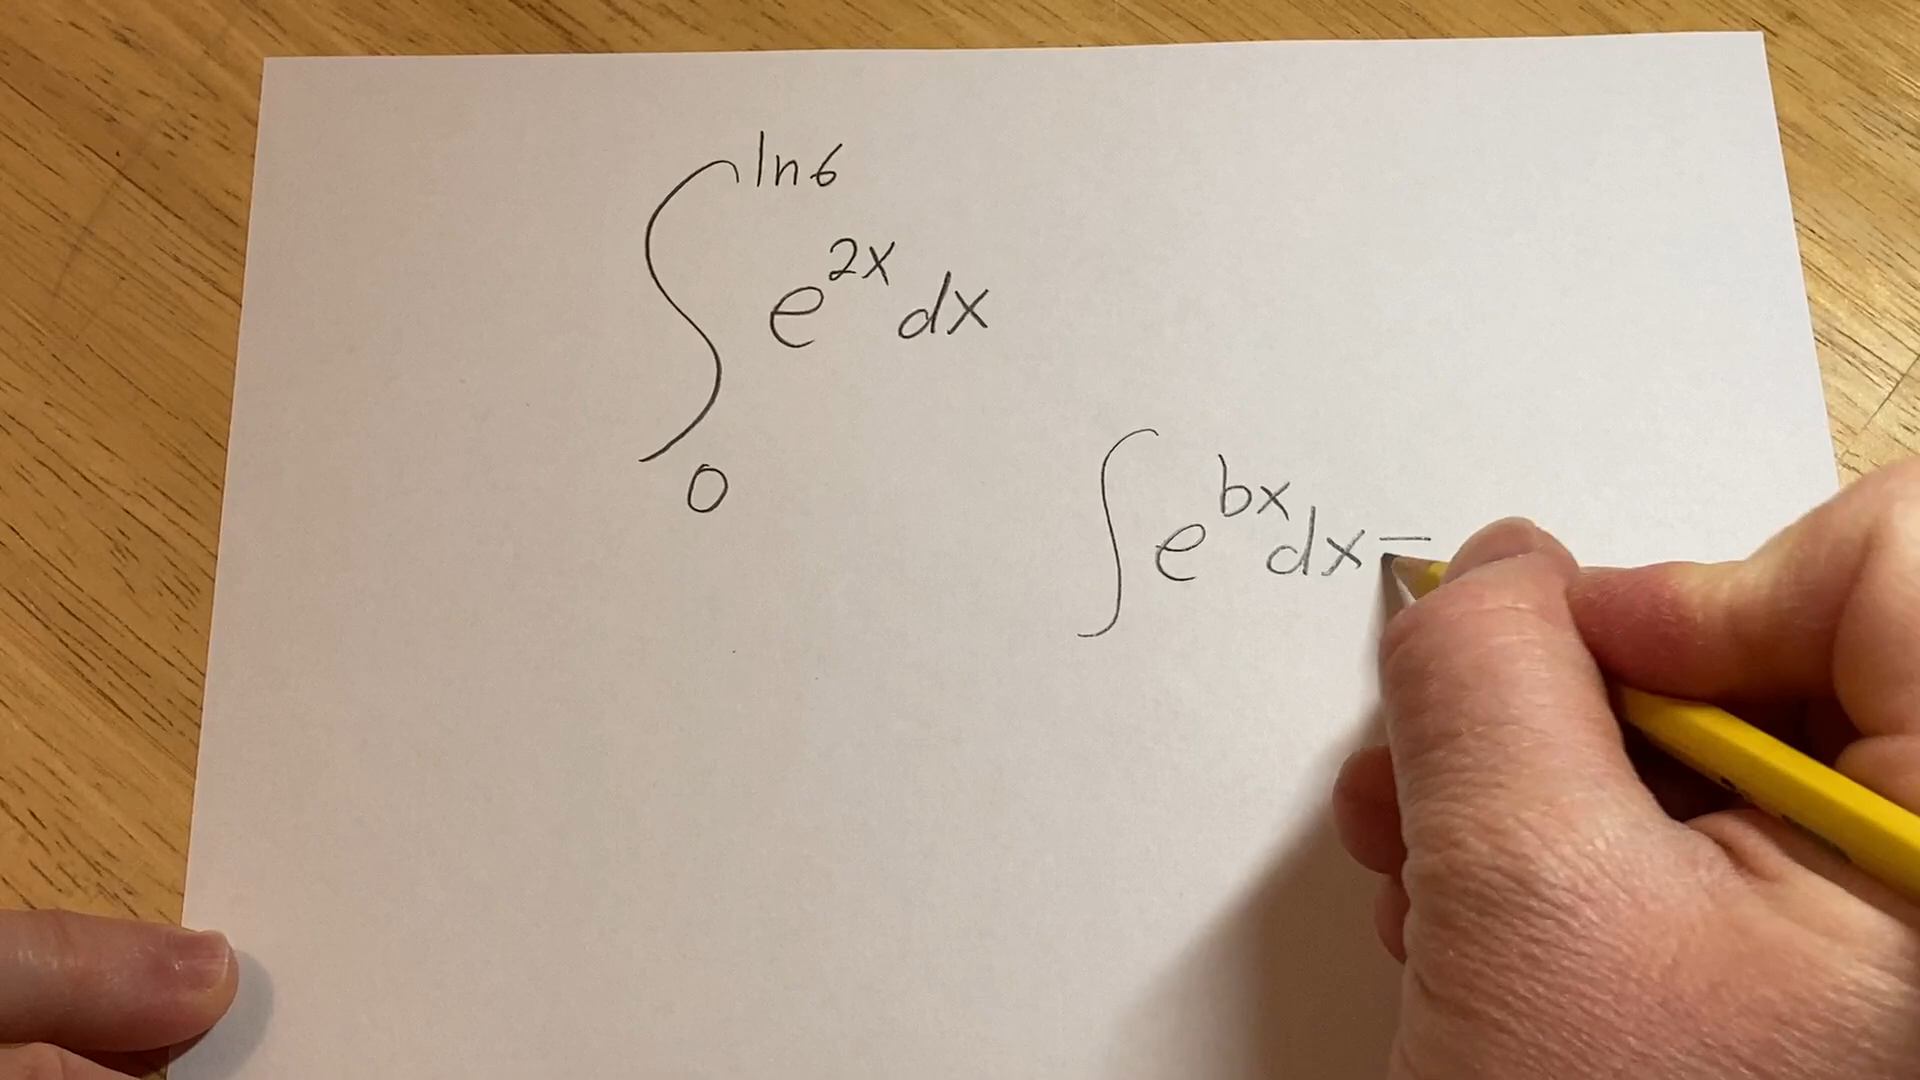 ∫₀^{ln6} e^{2x} dx
∫ e^{bx} dx =